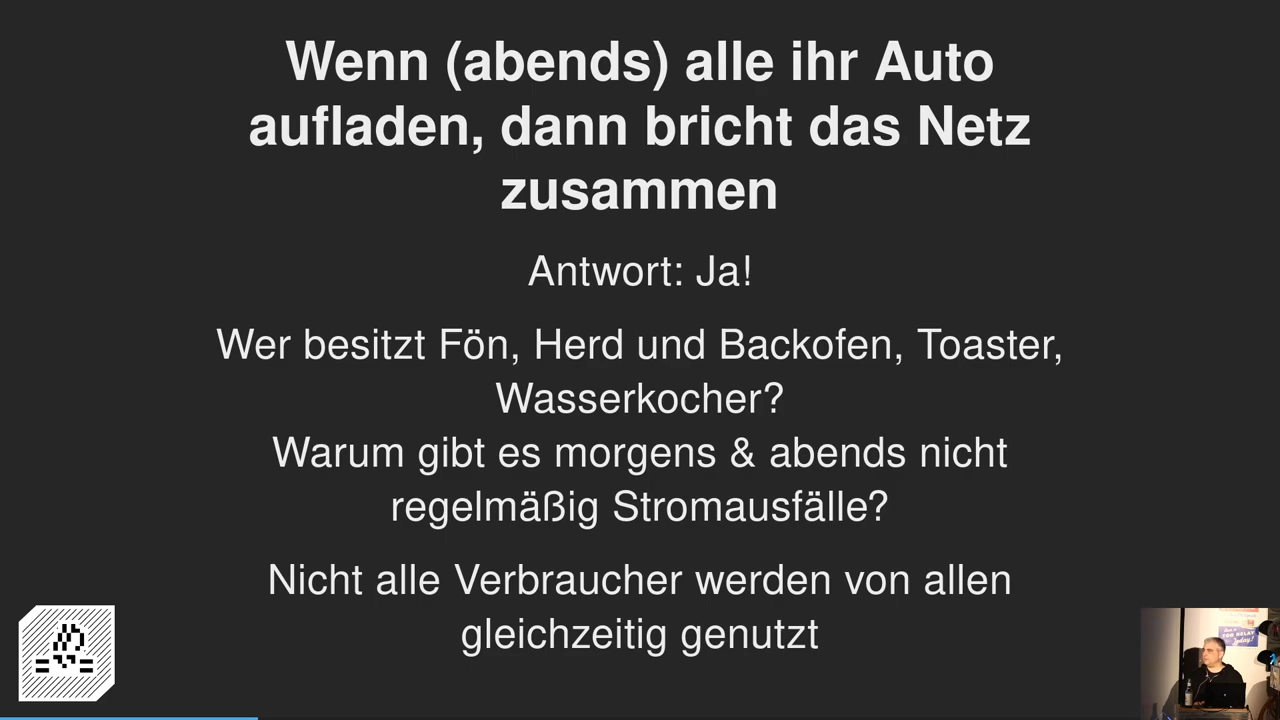 Wenn (abends) alle ihr Auto
aufladen, dann bricht das Netz
zusammen
Antwort: Ja!
Wer besitzt Fön, Herd und Backofen, Toaster,
Wasserkocher?
Warum gibt es morgens & abends nicht
regelmäßig Stromausfälle?
Nicht alle Verbraucher werden von allen
gleichzeitig genutzt